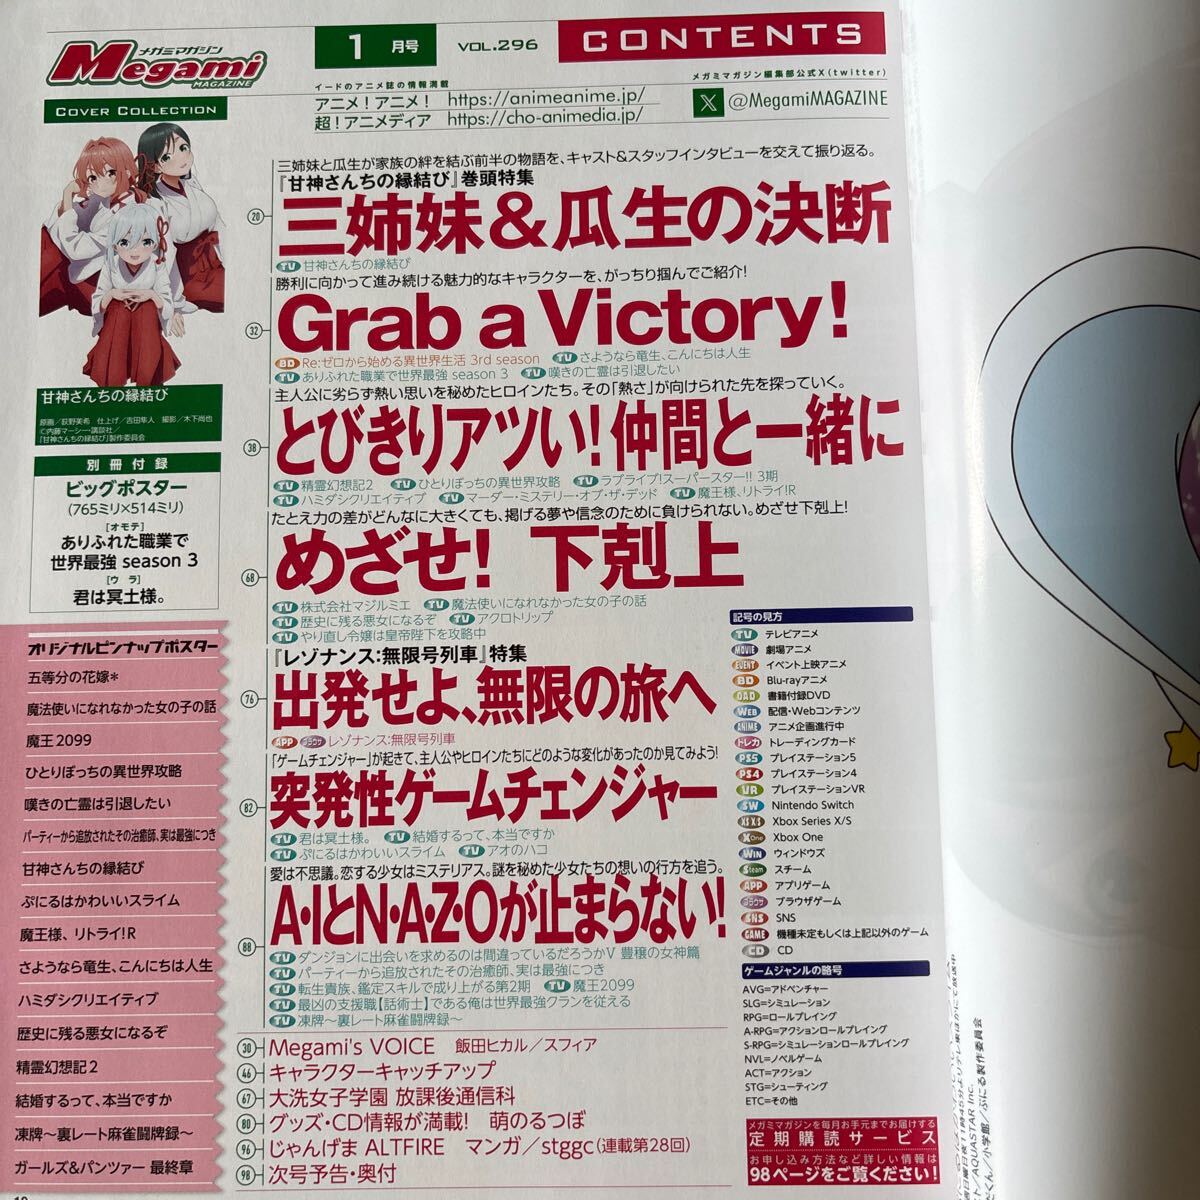 メガミマガジン
Megami
MAGAZINE
1月号
VOL.296
CONTENTS
イードのアニメ誌の情報満載
アニメ!アニメ! https://animeanime.jp/
超!アニメディア https://cho-animedia.jp/
メガミマガジン編集部公式X(twitter)
X @MegamiMAGAZINE
COVER COLLECTION
甘神さんちの縁結び
原画/荻野美希 仕上げ/吉田隼人 撮影/木下尚也
©内藤マーシー・講談社/
「甘神さんちの縁結び」製作委員会
別冊付録
ビッグポスター
(765ミリ×514ミリ)
[オモテ]
ありふれた職業で
世界最強 season 3
[ウラ]
君は冥土様。
オリジナルピンナップポスター
五等分の花嫁*
魔法使いになれなかった女の子の話
魔王2099
ひとりぼっちの異世界攻略
嘆きの亡霊は引退したい
パーティーから追放されたその治癒師、実は最強につき
甘神さんちの縁結び
ぷにるはかわいいスライム
魔王様、リトライ!R
さようなら竜生、こんにちは人生
ハミダシクリエイティブ
歴史に残る悪女になるぞ
精霊幻想記2
結婚するって、本当ですか
凍牌〜裏レート麻雀闘牌録〜
ガールズ&パンツァー 最終章
三姉妹と瓜生が家族の絆を結ぶ前半の物語を、キャスト&スタッフインタビューを交えて振り返る。
『甘神さんちの縁結び』巻頭特集
20 三姉妹&瓜生の決断
TV 甘神さんちの縁結び
勝利に向かって進み続ける魅力的なキャラクターを、がっちり掴んでご紹介!
32 Grab a Victory!
BD Re:ゼロから始める異世界生活 3rd season TV さようなら竜生、こんにちは人生
TV ありふれた職業で世界最強 season 3 TV 嘆きの亡霊は引退したい
主人公に劣らず熱い思いを秘めたヒロインたち。その「熱さ」が向けられた先を探っていく。
38 とびきりアツい!仲間と一緒に
TV 精霊幻想記2 TV ひとりぼっちの異世界攻略 TV ラブライブ!スーパースター!! 3期
TV ハミダシクリエイティブ TV マーダー・ミステリー・オブ・ザ・デッド TV 魔王様、リトライ!R
たとえ力の差がどんなに大きくても、掲げる夢や信念のために負けられない。めざせ下剋上!
68 めざせ! 下剋上
TV 株式会社マジルミエ TV 魔法使いになれなかった女の子の話
TV 歴史に残る悪女になるぞ TV アクロトリップ
TV やり直し令嬢は皇帝陛下を攻略中
『レゾナンス:無限号列車』特集
76 出発せよ、無限の旅へ
APP ブラウザ レゾナンス:無限号列車
「ゲームチェンジャー」が起きて、主人公やヒロインたちにどのような変化があったのか見てみよう!
82 突発性ゲームチェンジャー
TV 君は冥土様。 TV 結婚するって、本当ですか
TV ぷにるはかわいいスライム TV アオのハコ
愛は不思議。恋する少女はミステリアス。謎を秘めた少女たちの想いの行方を追う。
88 A・IとN・A・Z・Oが止まらない!
TV ダンジョンに出会いを求めるのは間違っているだろうかV 豊穣の女神篇
TV パーティーから追放されたその治癒師、実は最強につき
TV 転生貴族、鑑定スキルで成り上がる第2期 TV 魔王2099
TV 最凶の支援職【話術士】である俺は世界最強クランを従える
TV 凍牌〜裏レート麻雀闘牌録〜
30 Megami's VOICE 飯田ヒカル/スフィア
46 キャラクターキャッチアップ
67 大洗女子学園 放課後通信科
80 グッズ・CD情報が満載! 萌のるつぼ
96 じゃんげま ALTFIRE マンガ/stggc(連載第28回)
98 次号予告・奥付
記号の見方
TV テレビアニメ
MOVIE 劇場アニメ
EVENT イベント上映アニメ
BD Blu-rayアニメ
OAD 書籍付録DVD
WEB 配信・Webコンテンツ
ANIME アニメ企画進行中
トレカ トレーディングカード
PS5 プレイステーション5
PS4 プレイステーション4
VR プレイステーションVR
SW Nintendo Switch
XSXS Xbox Series X/S
XOne Xbox One
WIN ウィンドウズ
Steam スチーム
APP アプリゲーム
ブラウザ ブラウザゲーム
SNS SNS
GAME 機種未定もしくは上記以外のゲーム
CD CD
ゲームジャンルの略号
AVG=アドベンチャー
SLG=シミュレーション
RPG=ロールプレイング
A-RPG=アクションロールプレイング
S-RPG=シミュレーションロールプレイング
NVL=ノベルゲーム
ACT=アクション
STG=シューティング
ETC=その他
メガミマガジンを毎月お手元までお届けする
定期購読サービス
お申し込み方法など詳しい情報は
98ページをご覧ください!